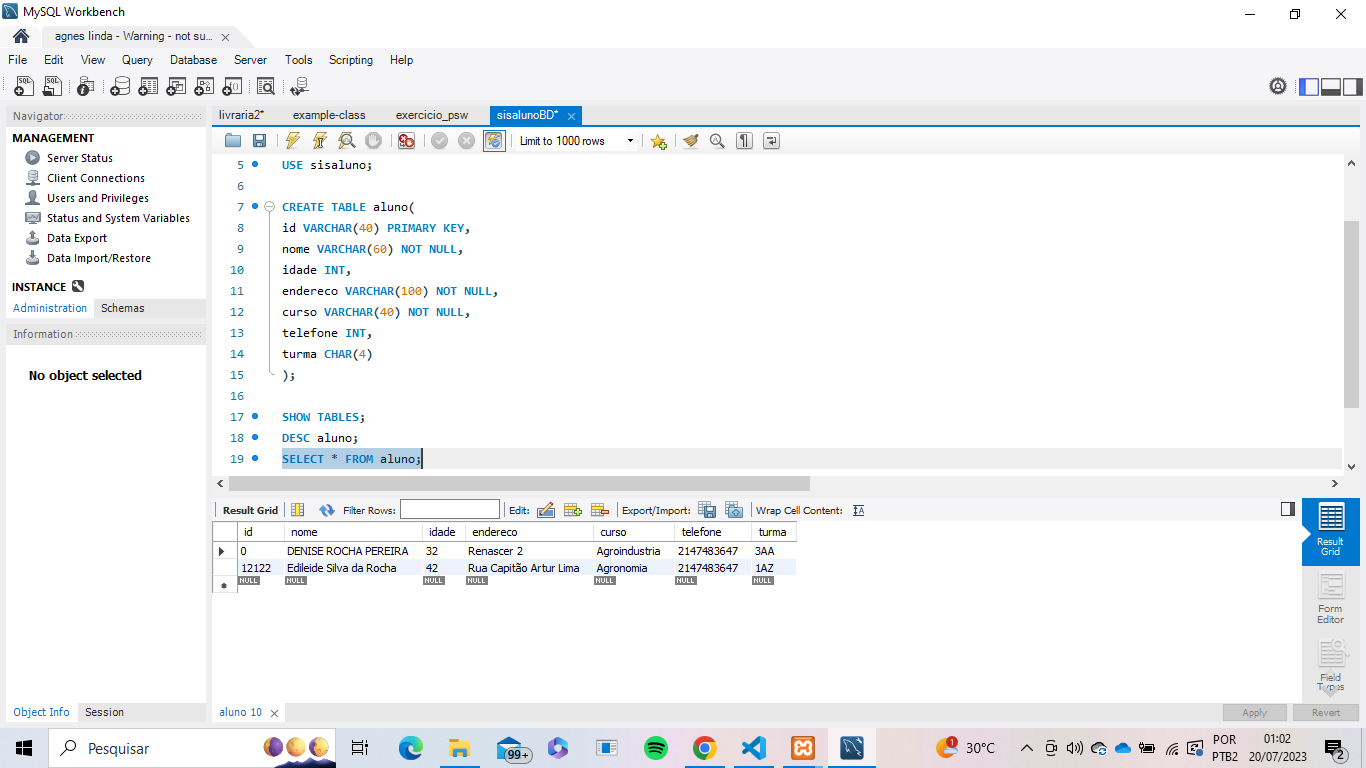 MySQL Workbench
agnes linda - Warning - not su...
File Edit View Query Database Server Tools Scripting Help
Navigator
MANAGEMENT
Server Status
Client Connections
Users and Privileges
Status and System Variables
Data Export
Data Import/Restore
INSTANCE
Administration Schemas
Information
No object selected
Object Info Session
livraria2* example-class exercicio_psw sisalunoBD*
Limit to 1000 rows
5 USE sisaluno;
6
7 CREATE TABLE aluno(
8 id VARCHAR(40) PRIMARY KEY,
9 nome VARCHAR(60) NOT NULL,
10 idade INT,
11 endereco VARCHAR(100) NOT NULL,
12 curso VARCHAR(40) NOT NULL,
13 telefone INT,
14 turma CHAR(4)
15 );
16
17 SHOW TABLES;
18 DESC aluno;
19 SELECT * FROM aluno;
Result Grid Filter Rows: Edit: Export/Import: Wrap Cell Content:
id nome idade endereco curso telefone turma
0 DENISE ROCHA PEREIRA 32 Renascer 2 Agroindustria 2147483647 3AA
12122 Edileide Silva da Rocha 42 Rua Capitão Artur Lima Agronomia 2147483647 1AZ
NULL NULL NULL NULL NULL NULL NULL
Result
Grid
Form
Editor
Field
Types
aluno 10
Apply Revert
Pesquisar
99+
1
30°C
POR
PTB2
01:02
20/07/2023
2